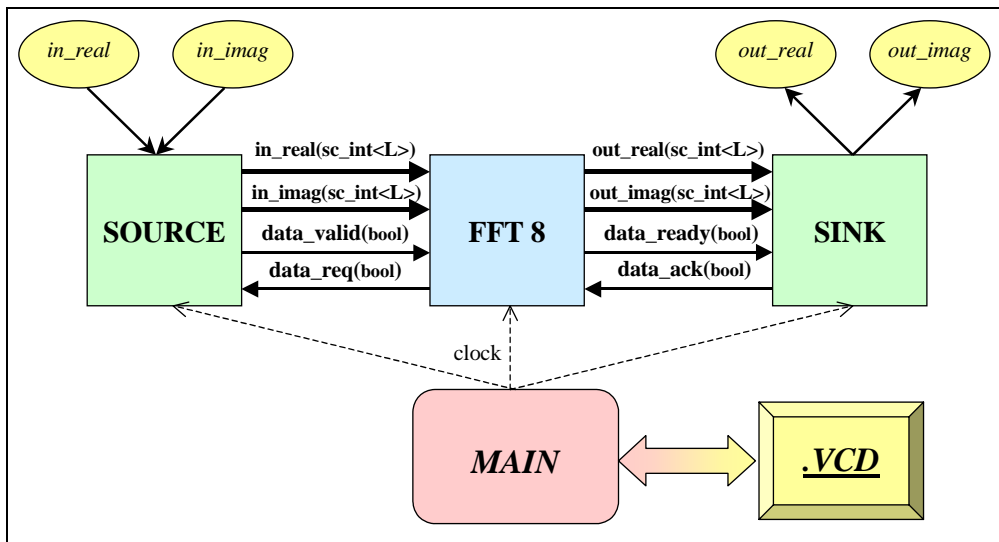 in_real
in_imag
out_real
out_imag
in_real(sc_int<L>)
out_real(sc_int<L>)
in_imag(sc_int<L>)
out_imag(sc_int<L>)
SOURCE
data_valid(bool)
FFT 8
data_ready(bool)
SINK
data_req(bool)
data_ack(bool)
clock
MAIN
.VCD